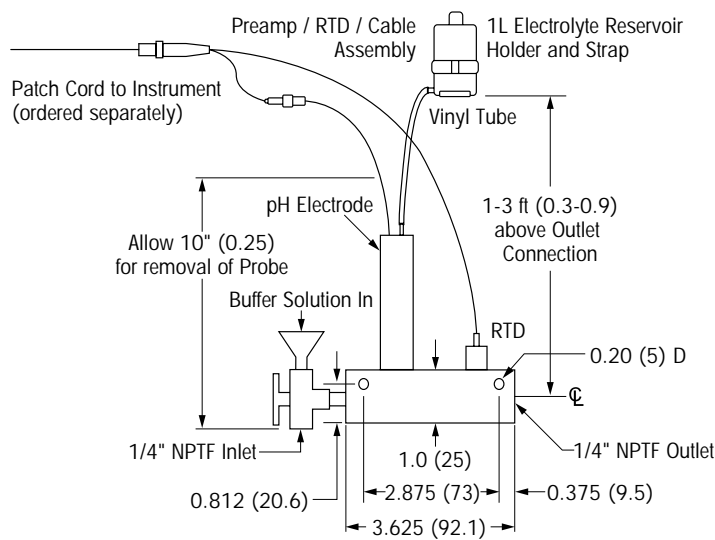 Preamp / RTD / Cable
Assembly
1L Electrolyte Reservoir
Holder and Strap
Patch Cord to Instrument
(ordered separately)
Vinyl Tube
pH Electrode
1-3 ft (0.3-0.9)
above Outlet
Connection
Allow 10" (0.25)
for removal of Probe
Buffer Solution In
RTD
0.20 (5) D
℄
1/4" NPTF Inlet
1/4" NPTF Outlet
1.0 (25)
0.812 (20.6)
2.875 (73)
0.375 (9.5)
3.625 (92.1)